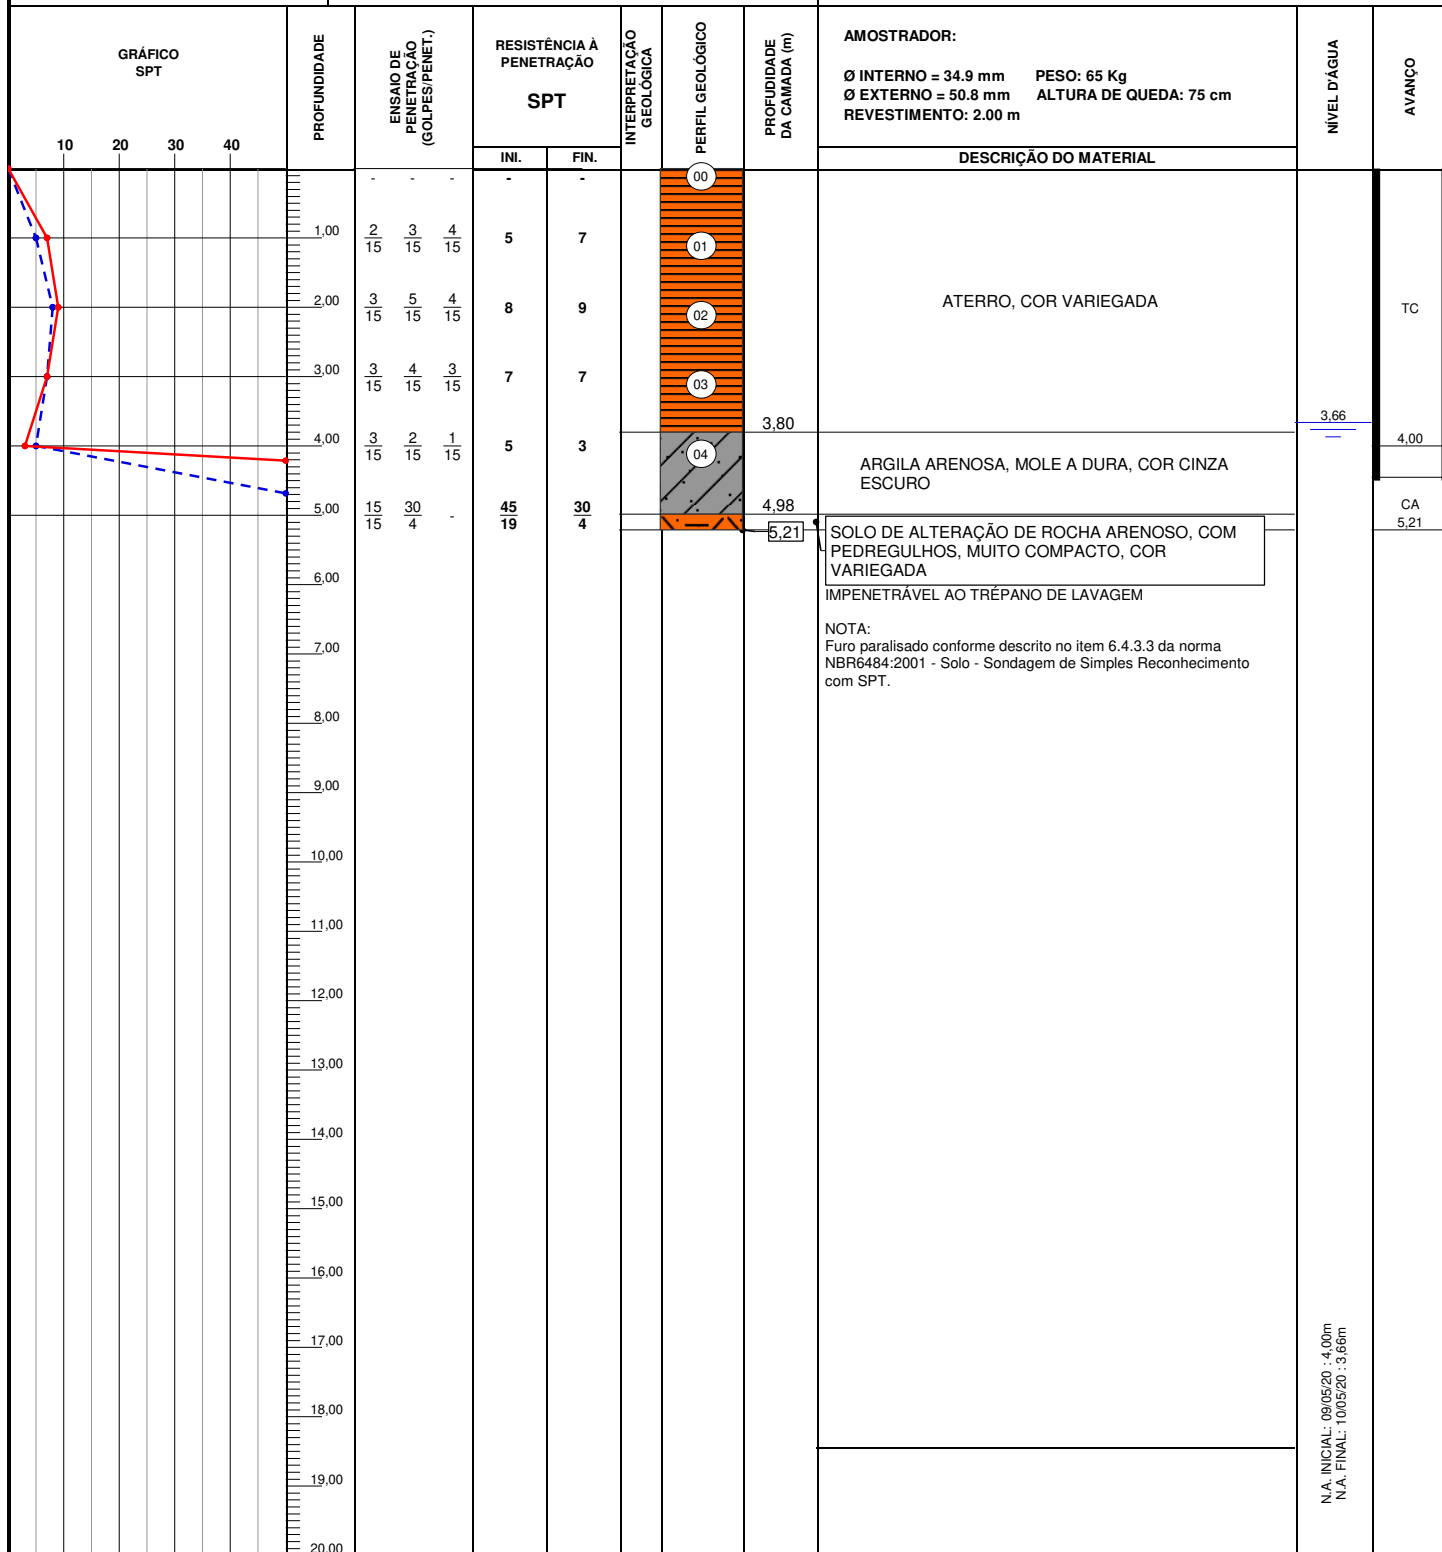 GRÁFICO
SPT
10 20 30 40
PROFUNDIDADE
ENSAIO DE
PENETRAÇÃO
(GOLPES/PENET.)
RESISTÊNCIA À
PENETRAÇÃO
SPT
INI. FIN.
INTERPRETAÇÃO
GEOLÓGICA
PERFIL GEOLÓGICO
PROFUDIDADE
DA CAMADA (m)
AMOSTRADOR:
Ø INTERNO = 34.9 mm PESO: 65 Kg
Ø EXTERNO = 50.8 mm ALTURA DE QUEDA: 75 cm
REVESTIMENTO: 2.00 m
DESCRIÇÃO DO MATERIAL
NÍVEL D'ÁGUA
AVANÇO
- - - - - 00
1,00 2/15 3/15 4/15 5 7 01
2,00 3/15 5/15 4/15 8 9 02
ATERRO, COR VARIEGADA
TC
3,00 3/15 4/15 3/15 7 7 03
3,80
3,66
4,00 3/15 2/15 1/15 5 3 04
4,00
ARGILA ARENOSA, MOLE A DURA, COR CINZA
ESCURO
4,98
5,00 15/15 30/4 - 45/19 30/4
CA
5,21
5,21
SOLO DE ALTERAÇÃO DE ROCHA ARENOSO, COM
PEDREGULHOS, MUITO COMPACTO, COR
VARIEGADA
IMPENETRÁVEL AO TRÉPANO DE LAVAGEM
NOTA:
Furo paralisado conforme descrito no item 6.4.3.3 da norma
NBR6484:2001 - Solo - Sondagem de Simples Reconhecimento
com SPT.
6,00
7,00
8,00
9,00
10,00
11,00
12,00
13,00
14,00
15,00
16,00
17,00
18,00
19,00
20,00
N.A. INICIAL: 09/05/20 : 4,00m
N.A. FINAL: 10/05/20 : 3,66m